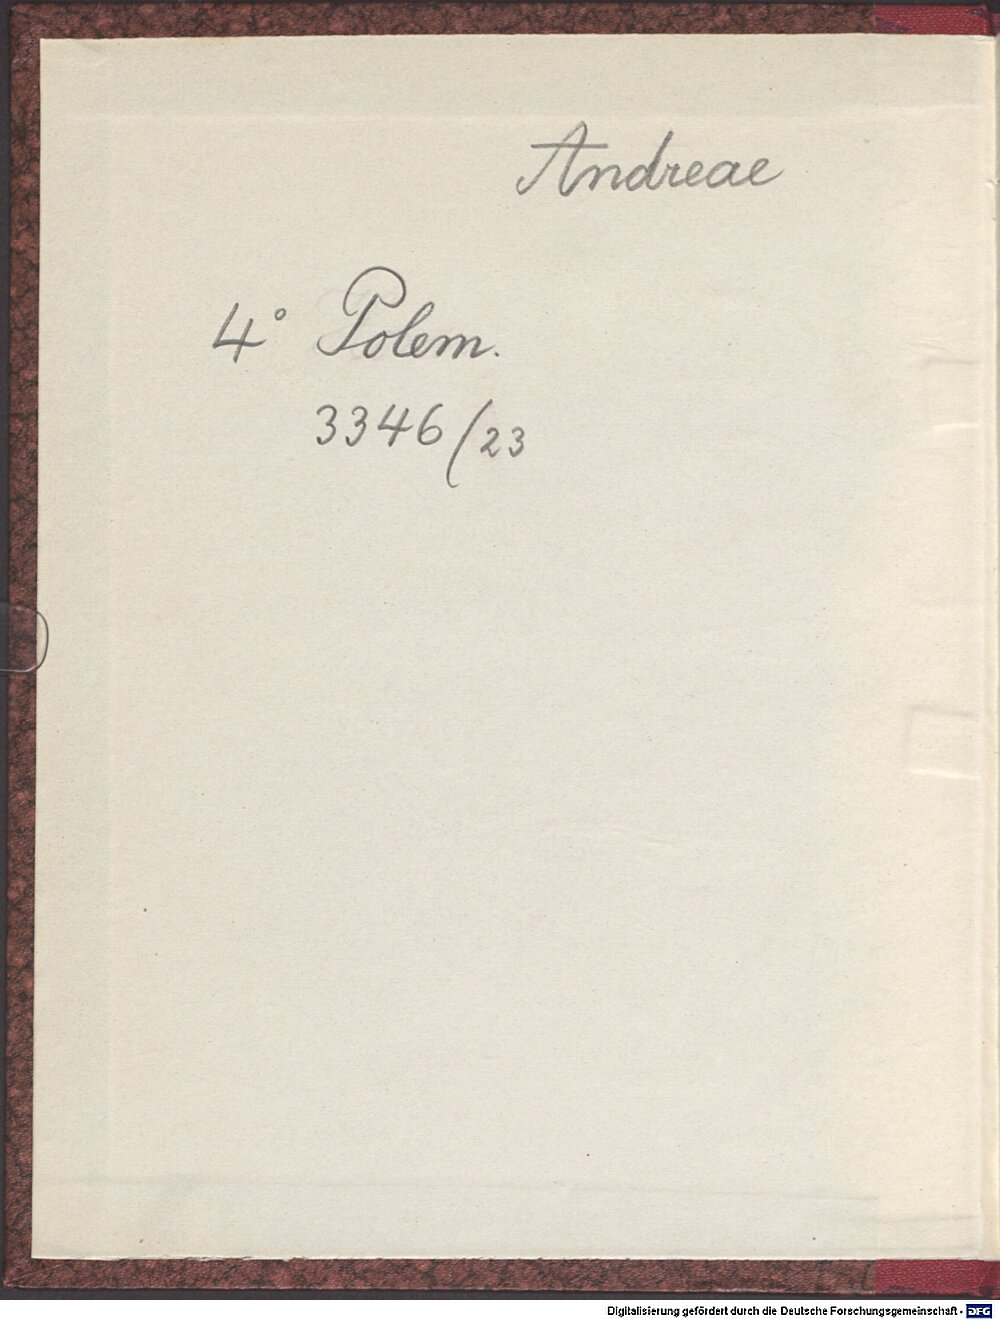 Andreae
4° Polem.
3346/23
Digitalisierung gefördert durch die Deutsche Forschungsgemeinschaft - DFG